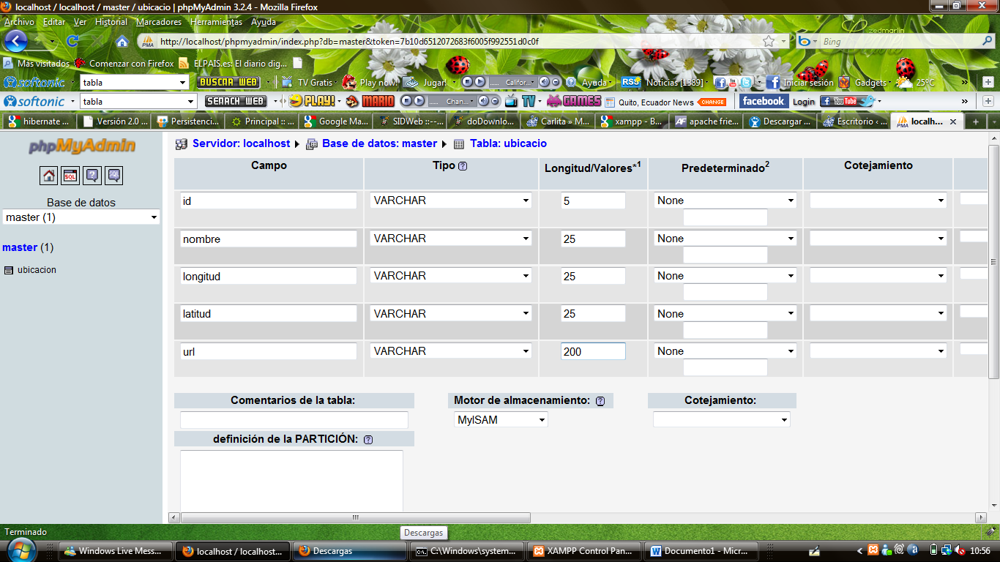 localhost / localhost / master / ubicacio | phpMyAdmin 3.2.4 - Mozilla Firefox
Archivo Editar Ver Historial Marcadores Herramientas Ayuda
http://localhost/phpmyadmin/index.php?db=master&token=7b10d6512072683f6005f992551d0c0f
Bing
zedmarlin
Más visitados Comenzar con Firefox ELPAIS.es: El diario dig...
softonic tabla BUSCAR WEB TV Gratis Play now! Jugar! Califor... Ayuda RSS Noticias [1989] Iniciar sesión Gadgets 25ºC
softonic tabla SEARCH WEB PLAY! MARIO Chan... TV GAMES Quito, Ecuador News CHANGE facebook Login YouTube
hibernate ... Versión 2.0 ... Persistenci... Principal :: ... Google Ma... SIDWeb ::--... doDownlo... Carlita » M... xampp - B... apache frie... Descargar ... Escritorio ‹ ... localh...
phpMyAdmin
Base de datos
master (1)
master (1)
ubicacion
Servidor: localhost Base de datos: master Tabla: ubicacio
Campo Tipo Longitud/Valores*1 Predeterminado2 Cotejamiento
id VARCHAR 5 None
nombre VARCHAR 25 None
longitud VARCHAR 25 None
latitud VARCHAR 25 None
url VARCHAR 200 None
Comentarios de la tabla: Motor de almacenamiento: Cotejamiento:
MyISAM
definición de la PARTICIÓN:
Terminado
Descargas
Windows Live Mess... localhost / localhost... Descargas C:\Windows\system... XAMPP Control Pan... Documento1 - Micr... 10:56